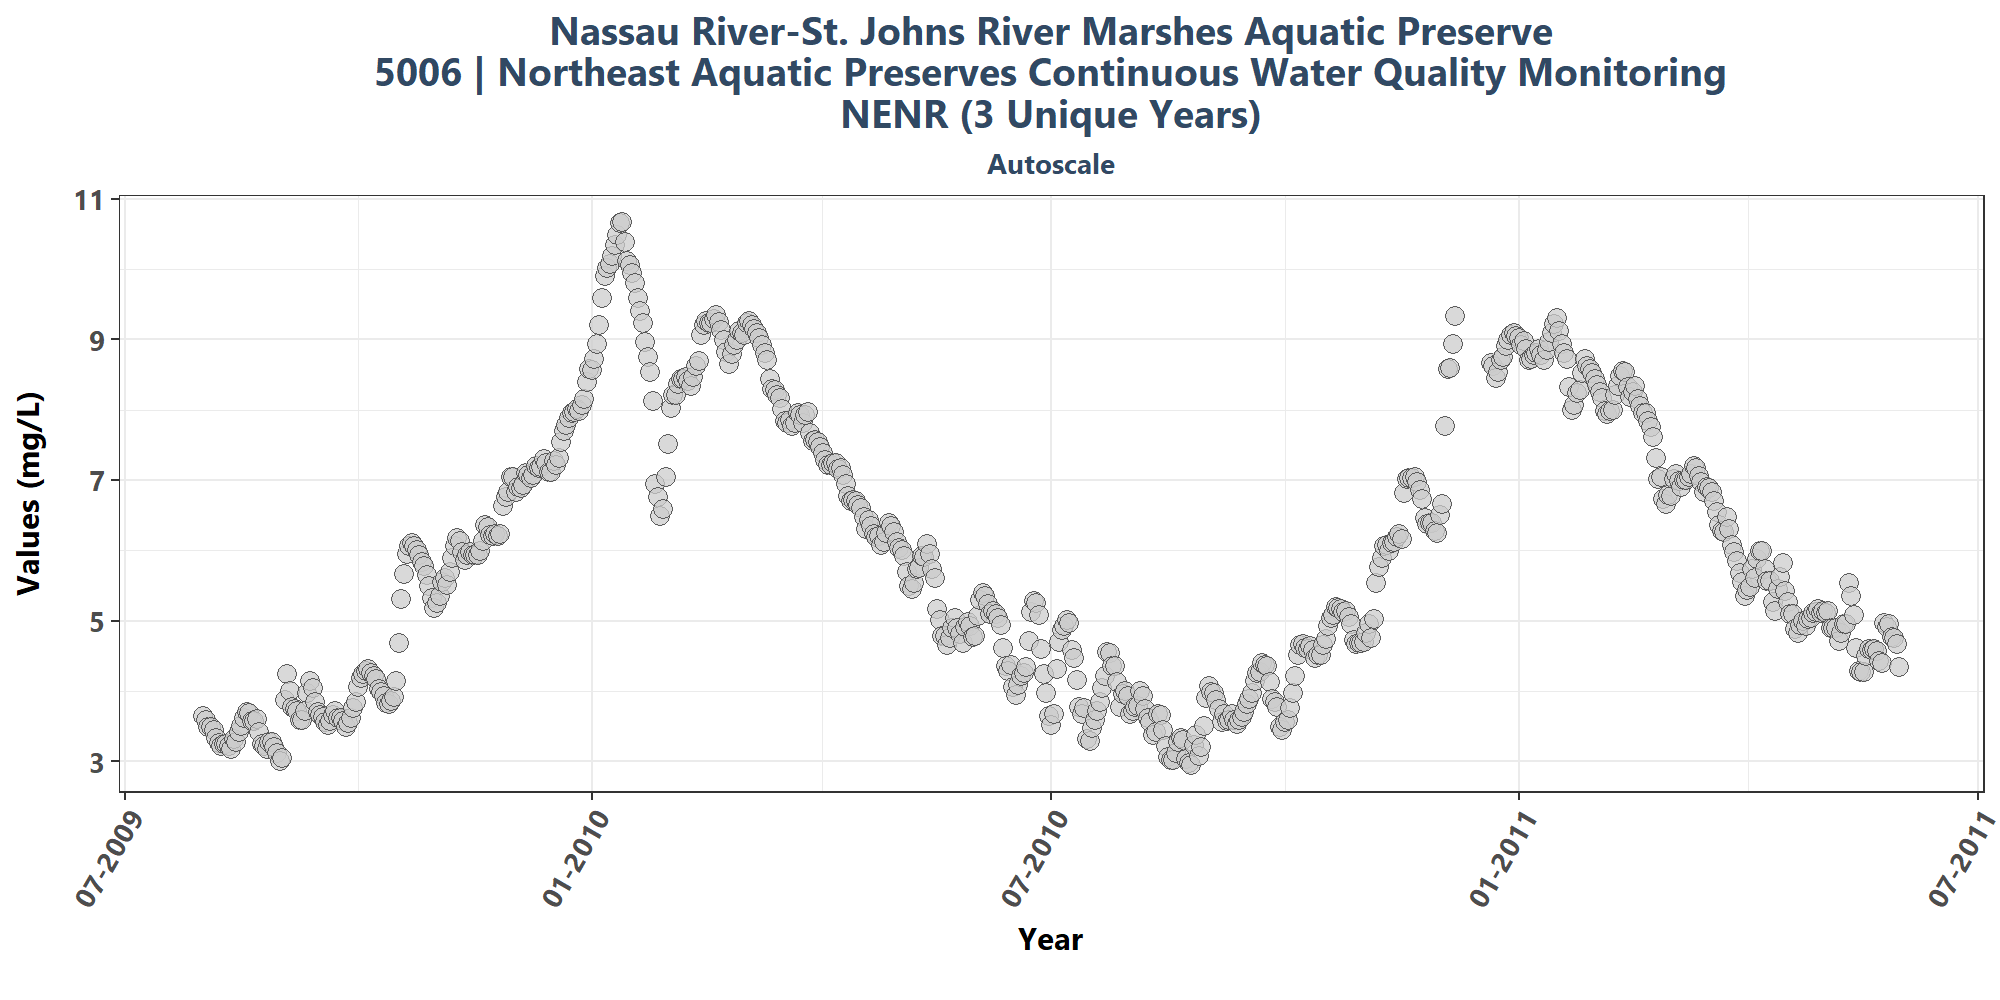 Nassau River-St. Johns River Marshes Aquatic Preserve
5006 | Northeast Aquatic Preserves Continuous Water Quality Monitoring
NENR (3 Unique Years)
Autoscale
Values (mg/L)
11
9
7
5
3
07-2009
01-2010
07-2010
01-2011
07-2011
Year